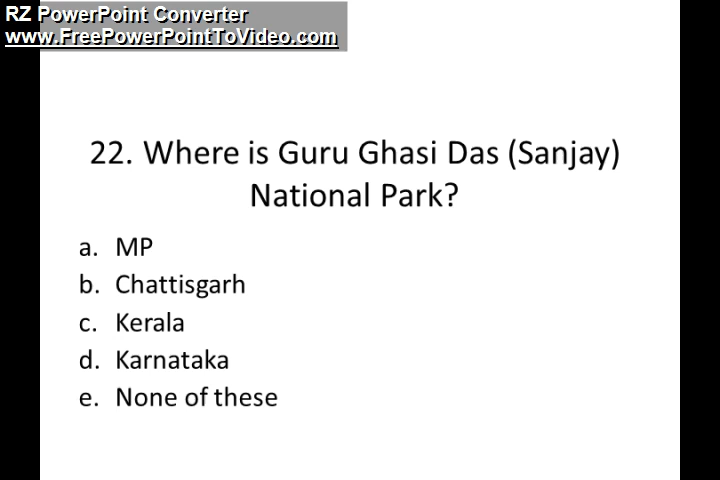 RZ PowerPoint Converter
www.FreePowerPointToVideo.com
22. Where is Guru Ghasi Das (Sanjay)
National Park?
a. MP
b. Chattisgarh
c. Kerala
d. Karnataka
e. None of these